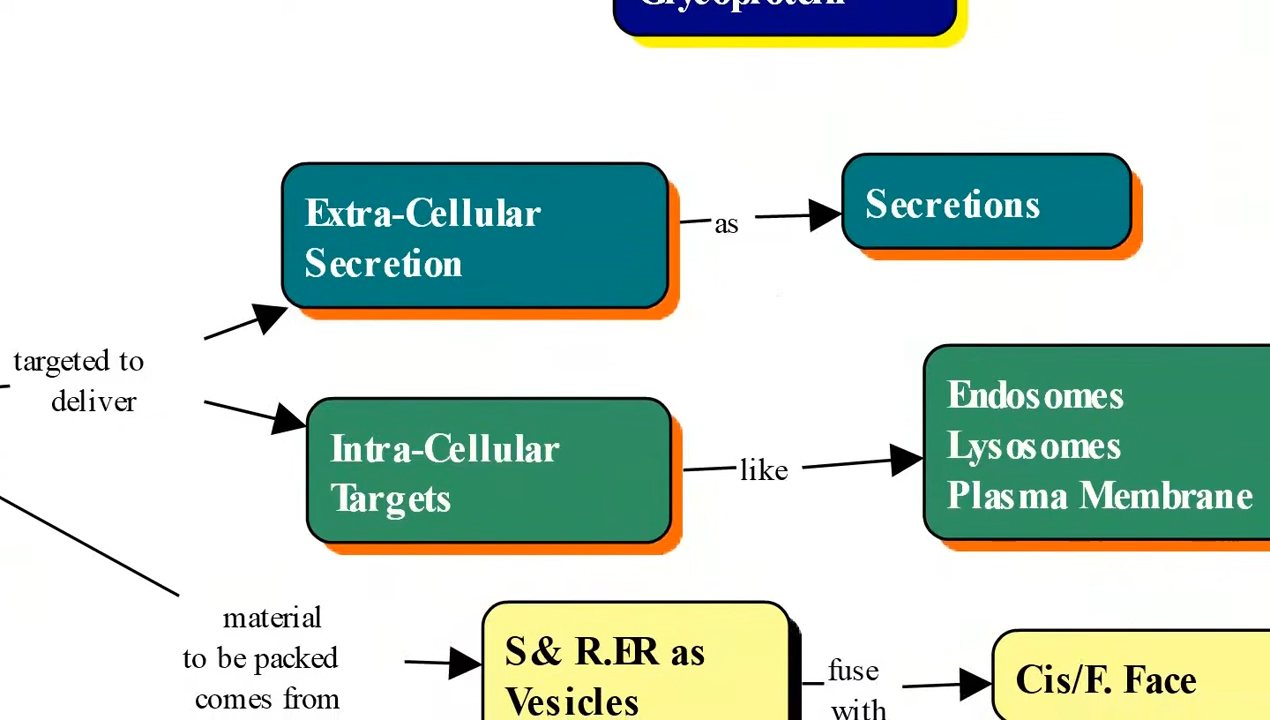 Glycoprotein
Extra-Cellular
Secretion
as
Secretions
targeted to
deliver
Intra-Cellular
Targets
like
Endosomes
Lysosomes
Plasma Membrane
material
to be packed
comes from
S & R.ER as
Vesicles
fuse
with
Cis/F. Face